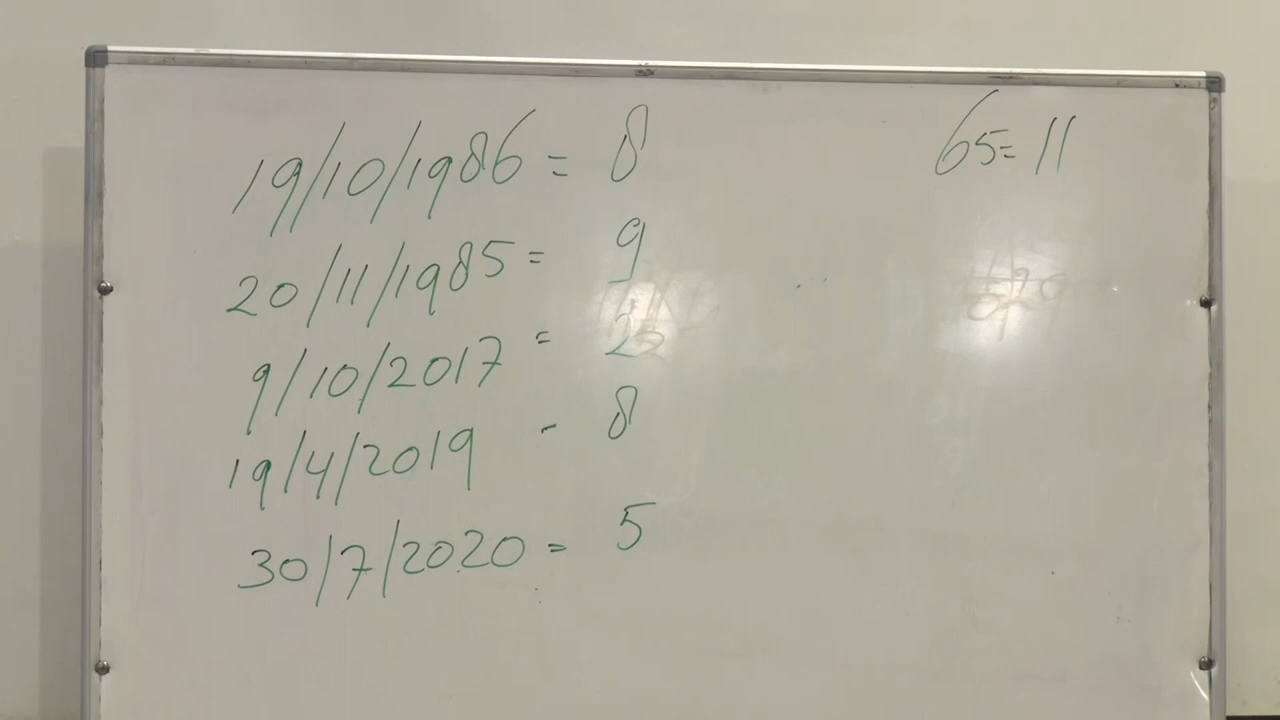 19/10/1986 = 8
65 = 11
20/11/1985 = 9
9/10/2017 = 2
19/4/2019 - 8
30/7/2020 = 5